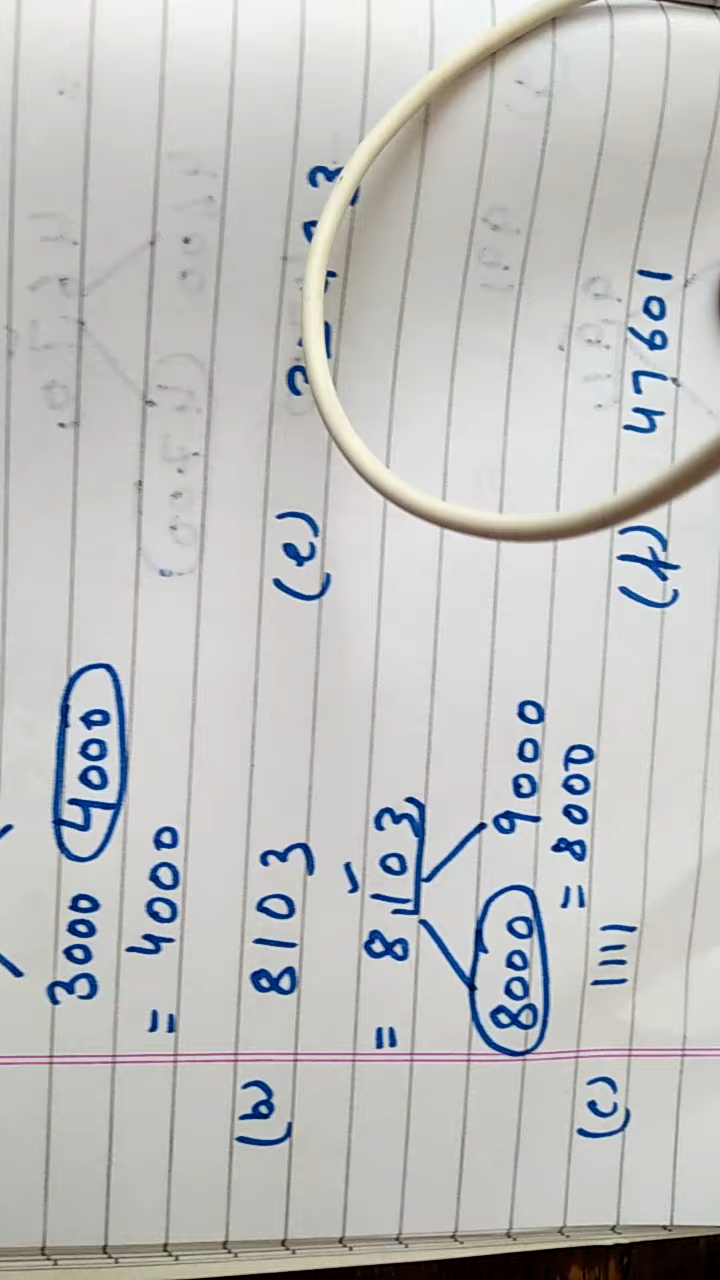 3000 4000
= 4000
(b) 8103
= 8103
8000 9000
= 8000
(c) 1111
(e)
(f) 47601